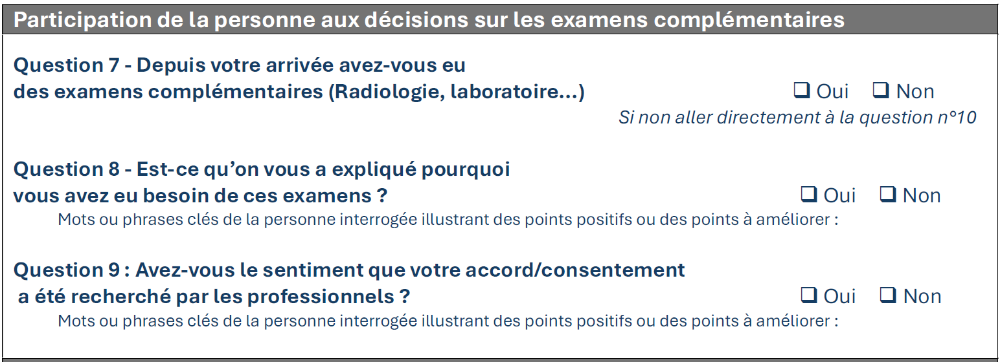 Participation de la personne aux décisions sur les examens complémentaires
Question 7 - Depuis votre arrivée avez-vous eu
des examens complémentaires (Radiologie, laboratoire...) ❑ Oui ❑ Non
Si non aller directement à la question n°10
Question 8 - Est-ce qu’on vous a expliqué pourquoi
vous avez eu besoin de ces examens ? ❑ Oui ❑ Non
Mots ou phrases clés de la personne interrogée illustrant des points positifs ou des points à améliorer :
Question 9 : Avez-vous le sentiment que votre accord/consentement
a été recherché par les professionnels ? ❑ Oui ❑ Non
Mots ou phrases clés de la personne interrogée illustrant des points positifs ou des points à améliorer :